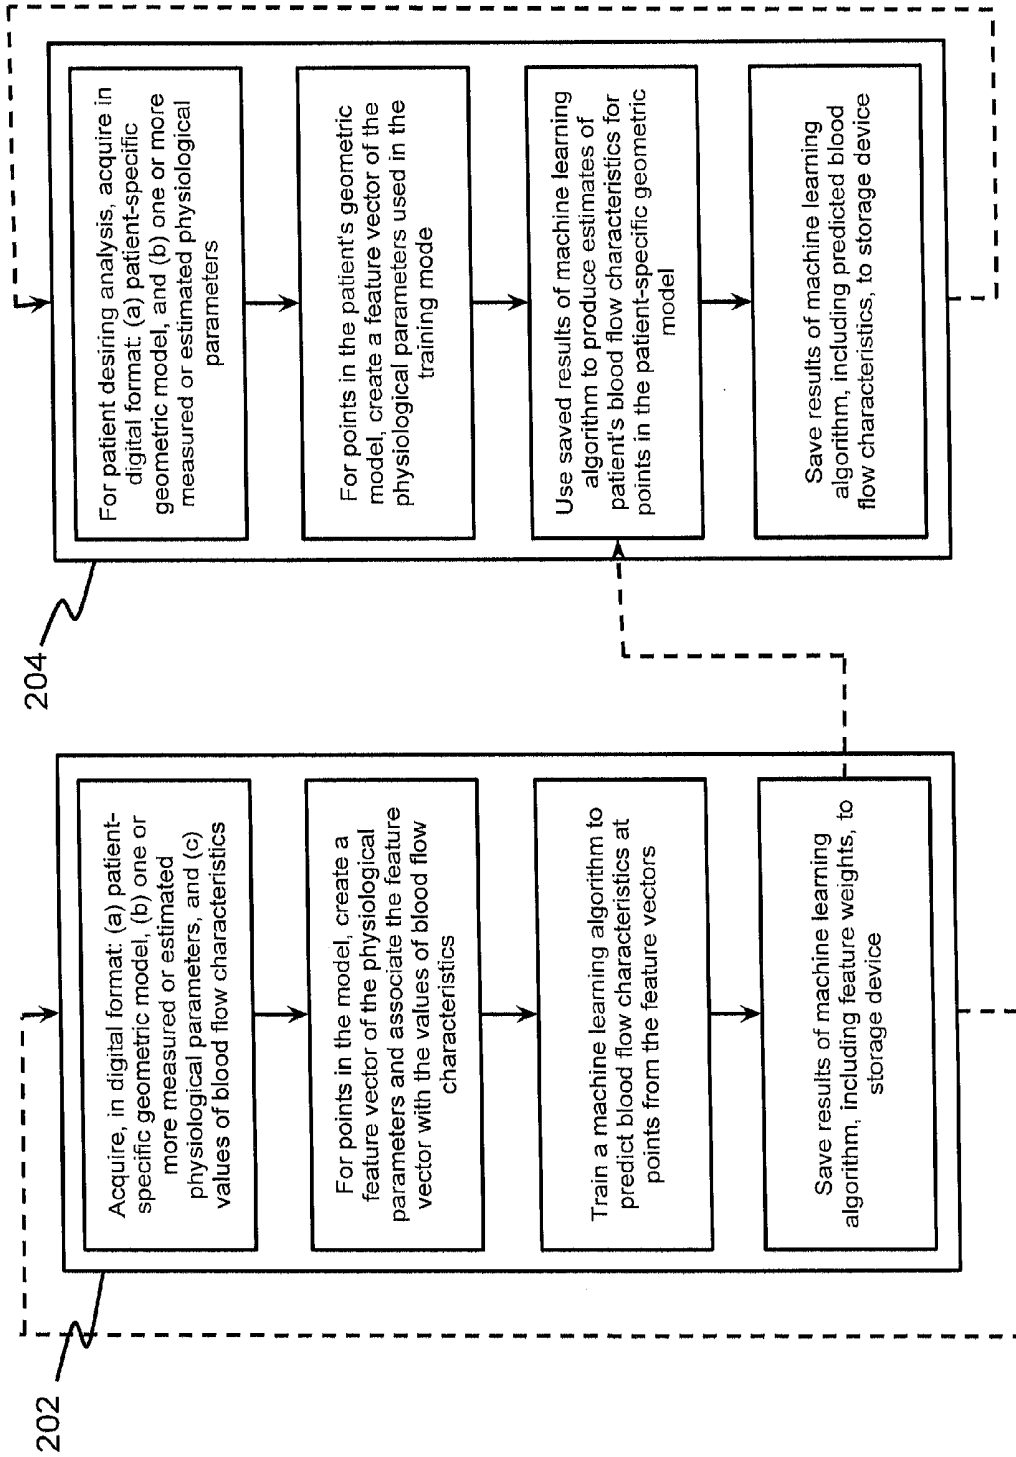 202
Acquire, in digital format: (a) patient-
specific geometric model, (b) one or
more measured or estimated
physiological parameters, and (c)
values of blood flow characteristics
For points in the model, create a
feature vector of the physiological
parameters and associate the feature
vector with the values of blood flow
characteristics
Train a machine learning algorithm to
predict blood flow characteristics at
points from the feature vectors
Save results of machine learning
algorithm, including feature weights, to
storage device
204
For patient desiring analysis, acquire in
digital format: (a) patient-specific
geometric model, and (b) one or more
measured or estimated physiological
parameters
For points in the patient's geometric
model, create a feature vector of the
physiological parameters used in the
training mode
Use saved results of machine learning
algorithm to produce estimates of
patient's blood flow characteristics for
points in the patient-specific geometric
model
Save results of machine learning
algorithm, including predicted blood
flow characteristics, to storage device